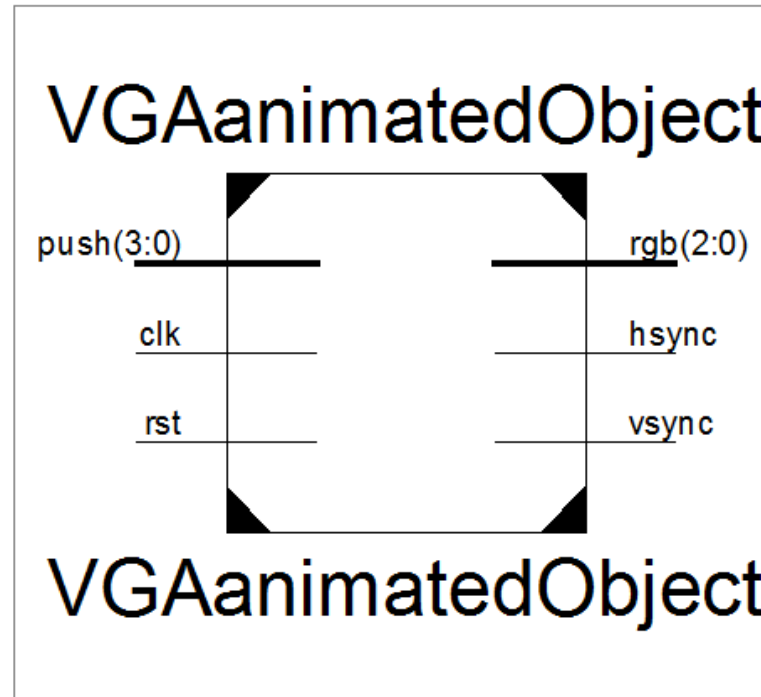 VGAanimatedObject
push(3:0) rgb(2:0)
clk hsync
rst vsync
VGAanimatedObject